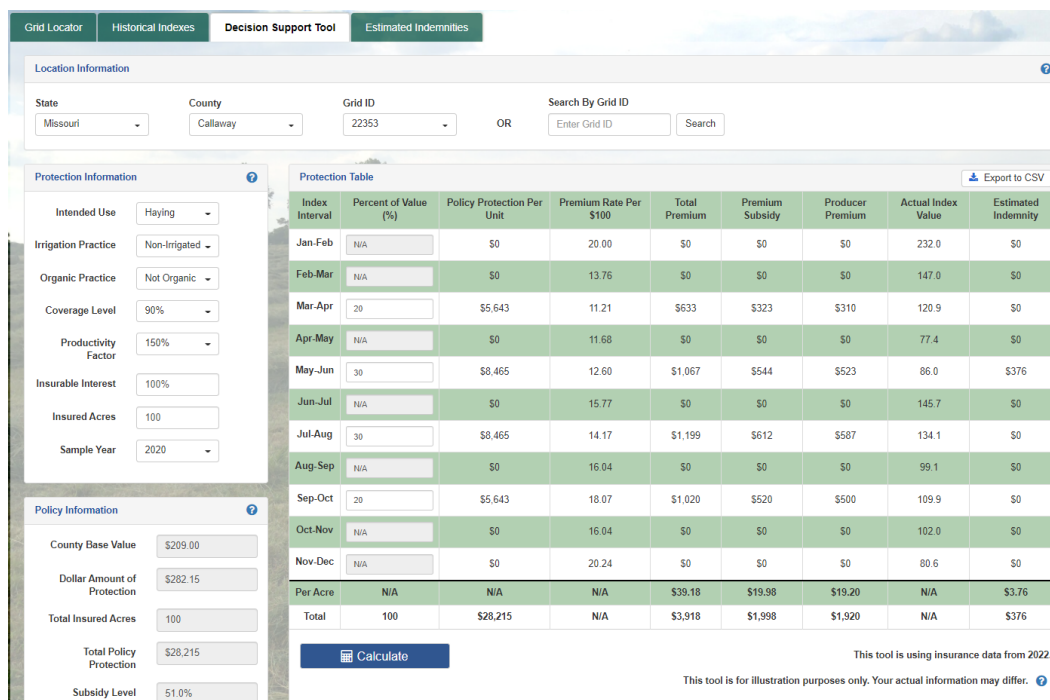 Grid Locator Historical Indexes Decision Support Tool Estimated Indemnities
Location Information
State County Grid ID Search By Grid ID
Missouri Callaway 22353 OR Enter Grid ID Search
Protection Information
Intended Use Haying
Irrigation Practice Non-Irrigated
Organic Practice Not Organic
Coverage Level 90%
Productivity Factor 150%
Insurable Interest 100%
Insured Acres 100
Sample Year 2020
Policy Information
County Base Value $209.00
Dollar Amount of Protection $282.15
Total Insured Acres 100
Total Policy Protection $28,215
Subsidy Level 51.0%
Protection Table Export to CSV
Index Interval Percent of Value (%) Policy Protection Per Unit Premium Rate Per $100 Total Premium Premium Subsidy Producer Premium Actual Index Value Estimated Indemnity
Jan-Feb N/A $0 20.00 $0 $0 $0 232.0 $0
Feb-Mar N/A $0 13.76 $0 $0 $0 147.0 $0
Mar-Apr 20 $5,643 11.21 $633 $323 $310 120.9 $0
Apr-May N/A $0 11.68 $0 $0 $0 77.4 $0
May-Jun 30 $8,465 12.60 $1,067 $544 $523 86.0 $376
Jun-Jul N/A $0 15.77 $0 $0 $0 145.7 $0
Jul-Aug 30 $8,465 14.17 $1,199 $612 $587 134.1 $0
Aug-Sep N/A $0 16.04 $0 $0 $0 99.1 $0
Sep-Oct 20 $5,643 18.07 $1,020 $520 $500 109.9 $0
Oct-Nov N/A $0 16.04 $0 $0 $0 102.0 $0
Nov-Dec N/A $0 20.24 $0 $0 $0 80.6 $0
Per Acre N/A N/A N/A $39.18 $19.98 $19.20 N/A $3.76
Total 100 $28,215 N/A $3,918 $1,998 $1,920 N/A $376
Calculate
This tool is using insurance data from 2022.
This tool is for illustration purposes only. Your actual information may differ.